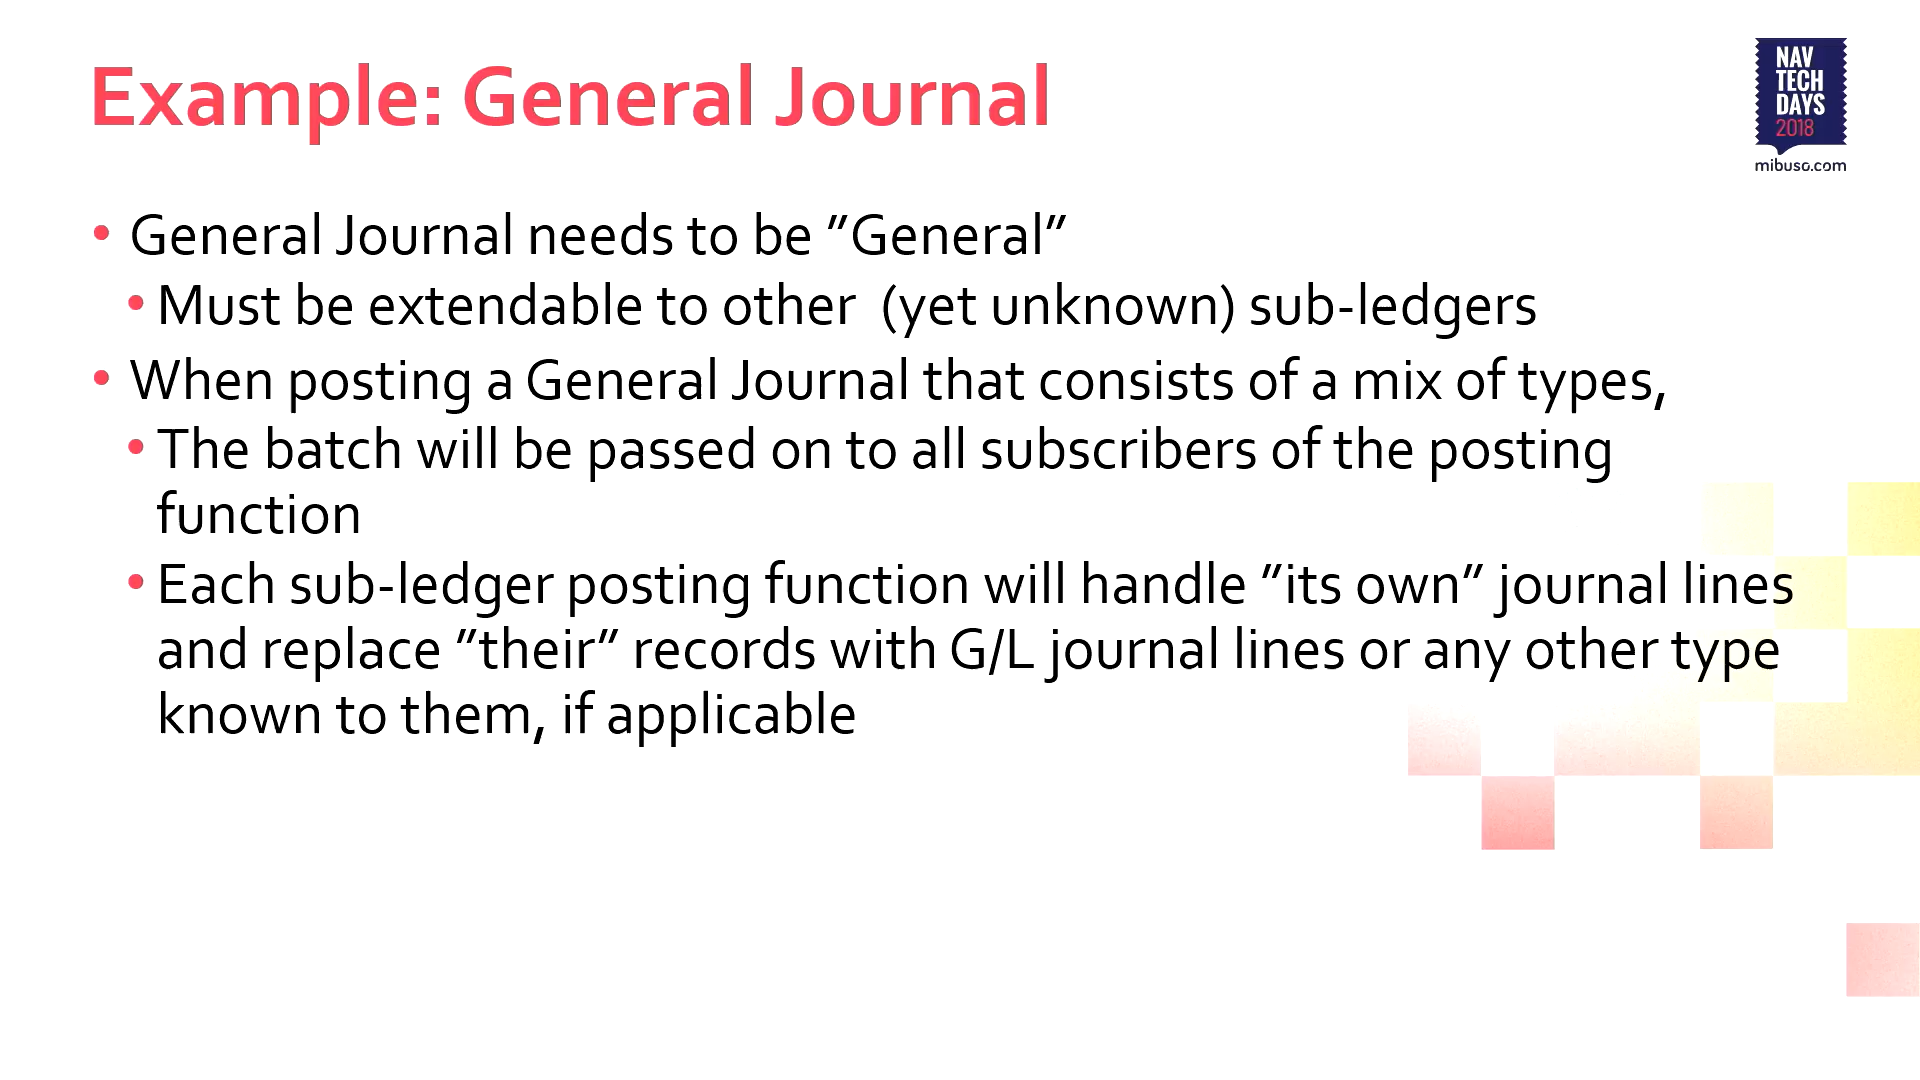 Example: General Journal
NAV
TECH
DAYS
2018
mibuso.com
• General Journal needs to be ″General″
• Must be extendable to other  (yet unknown) sub-ledgers
• When posting a General Journal that consists of a mix of types,
• The batch will be passed on to all subscribers of the posting
function
• Each sub-ledger posting function will handle ″its own″ journal lines
and replace ″their″ records with G/L journal lines or any other type
known to them, if applicable